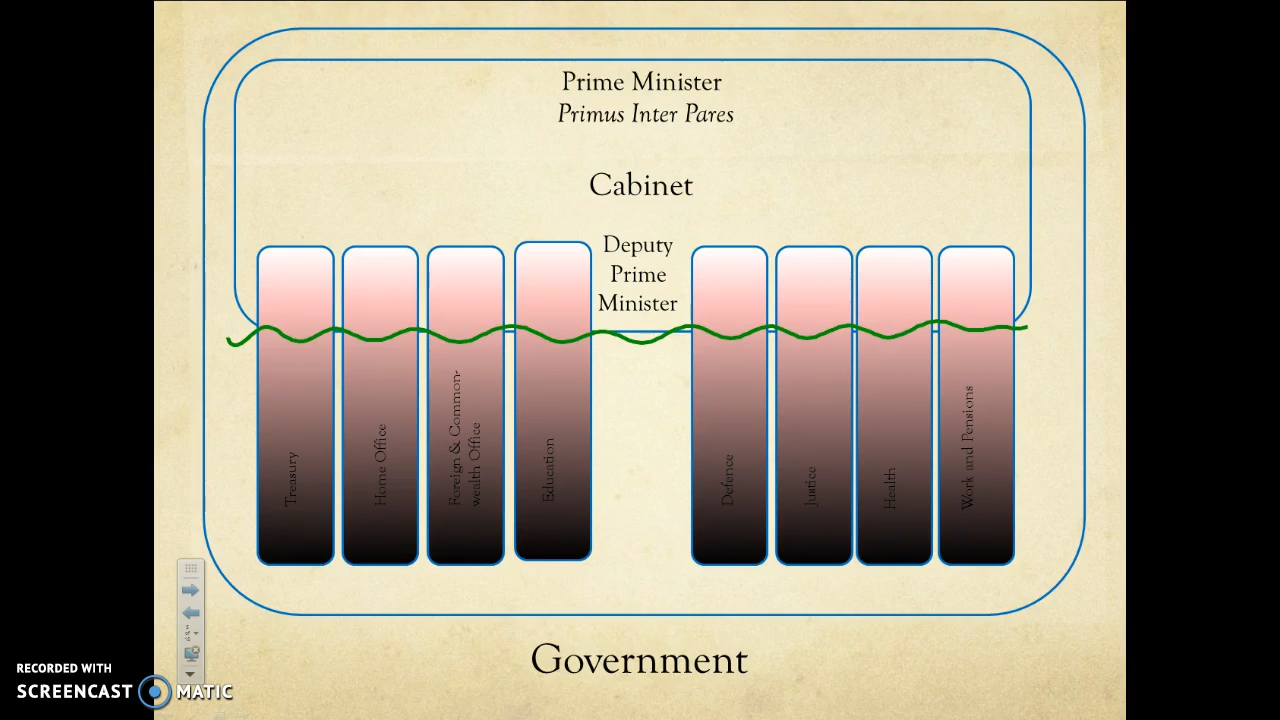 Prime Minister
Primus Inter Pares
Cabinet
Deputy
Prime
Minister
Treasury
Home Office
Foreign & Common-
wealth Office
Education
Defence
Justice
Health
Work and Pensions
Government
RECORDED WITH
SCREENCAST MATIC